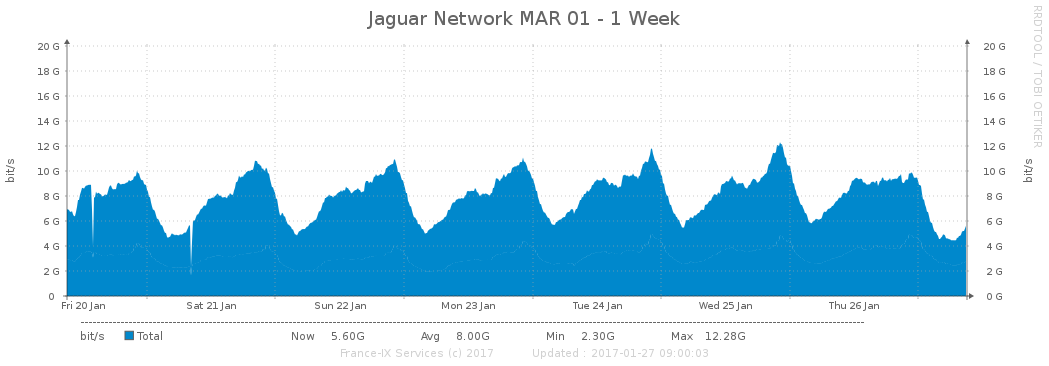 Jaguar Network MAR 01 - 1 Week
RRDTOOL / TOBI OETIKER
bit/s
20 G
18 G
16 G
14 G
12 G
10 G
8 G
6 G
4 G
2 G
0
20 G
18 G
16 G
14 G
12 G
10 G
8 G
6 G
4 G
2 G
0 G
bit/s
Fri 20 Jan Sat 21 Jan Sun 22 Jan Mon 23 Jan Tue 24 Jan Wed 25 Jan Thu 26 Jan
bit/s Total Now 5.60G Avg 8.00G Min 2.30G Max 12.28G
France-IX Services (c) 2017 Updated : 2017-01-27 09:00:03